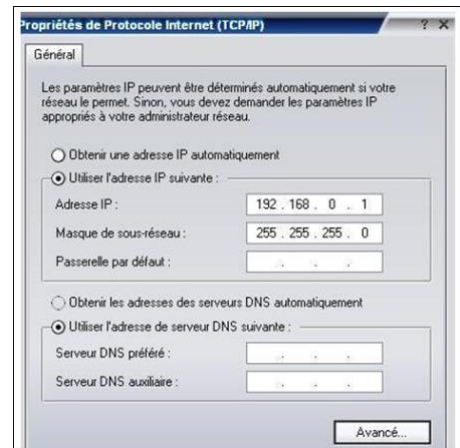 Propriétés de Protocole Internet (TCP/IP)
? X
Général
Les paramètres IP peuvent être déterminés automatiquement si votre
réseau le permet. Sinon, vous devez demander les paramètres IP
appropriés à votre administrateur réseau.
Obtenir une adresse IP automatiquement
Utiliser l'adresse IP suivante :
Adresse IP : 192 . 168 . 0 . 1
Masque de sous-réseau : 255 . 255 . 255 . 0
Passerelle par défaut : . . .
Obtenir les adresses des serveurs DNS automatiquement
Utiliser l'adresse de serveur DNS suivante :
Serveur DNS préféré : . . .
Serveur DNS auxiliaire : . . .
Avancé...